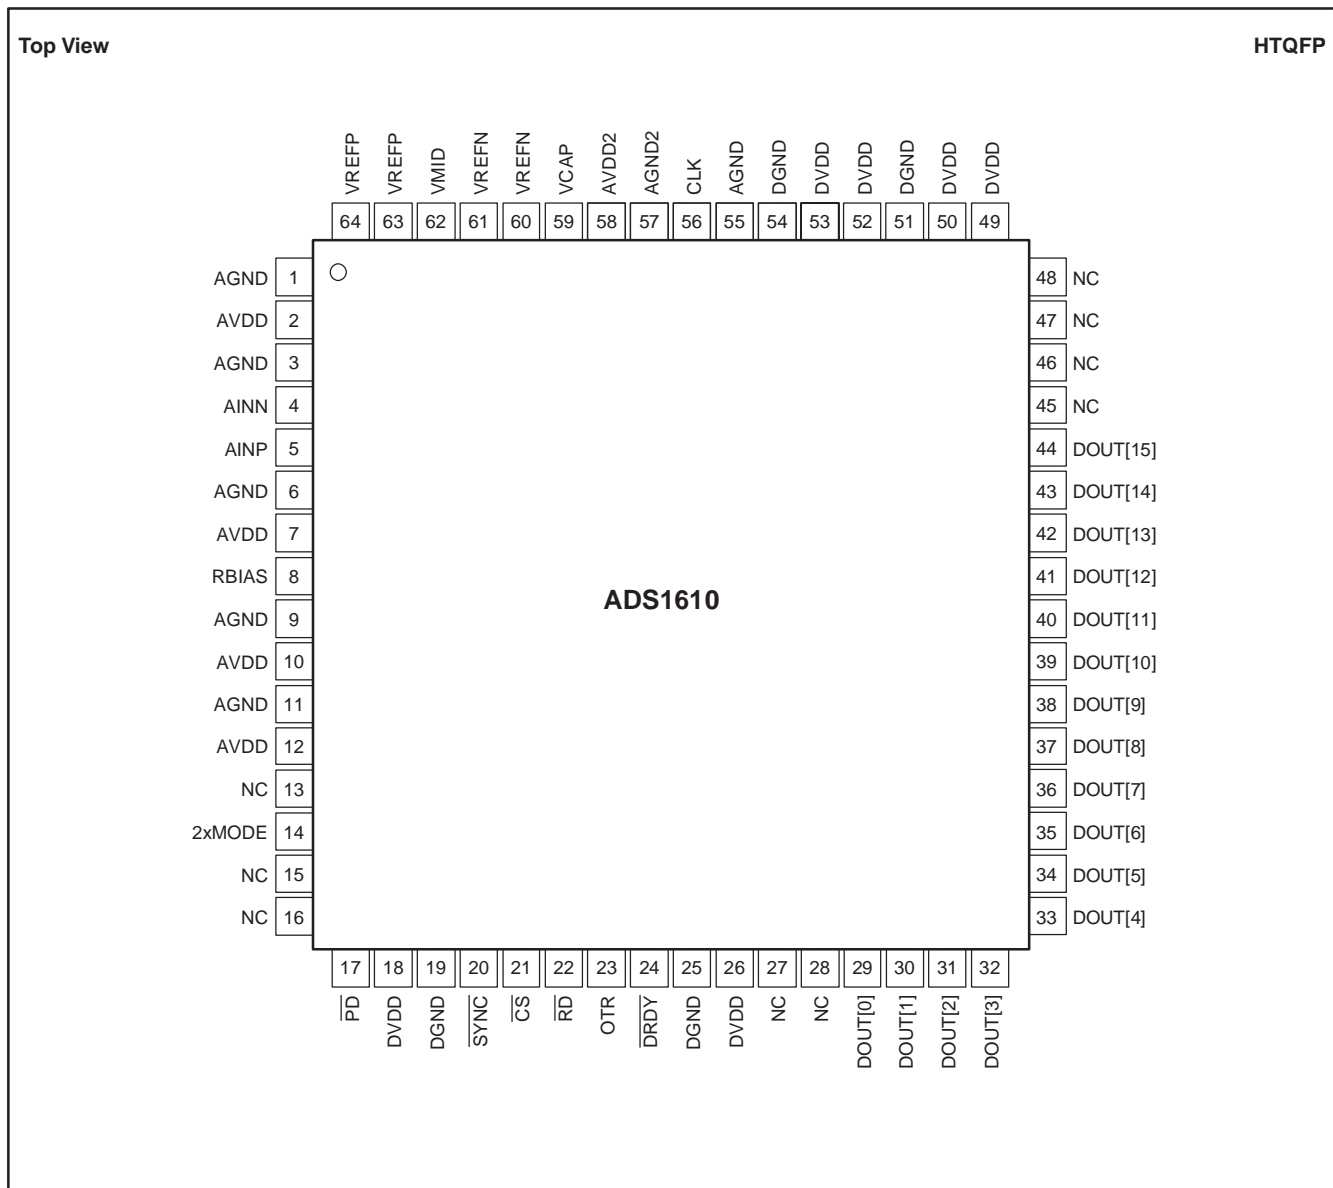 Top View
HTQFP
VREFP
VREFP
VMID
VREFN
VREFN
VCAP
AVDD2
AGND2
CLK
AGND
DGND
DVDD
DVDD
DGND
DVDD
DVDD
64 63 62 61 60 59 58 57 56 55 54 53 52 51 50 49
AGND 1
AVDD 2
AGND 3
AINN 4
AINP 5
AGND 6
AVDD 7
RBIAS 8
AGND 9
AVDD 10
AGND 11
AVDD 12
NC 13
2xMODE 14
NC 15
NC 16
ADS1610
48 NC
47 NC
46 NC
45 NC
44 DOUT[15]
43 DOUT[14]
42 DOUT[13]
41 DOUT[12]
40 DOUT[11]
39 DOUT[10]
38 DOUT[9]
37 DOUT[8]
36 DOUT[7]
35 DOUT[6]
34 DOUT[5]
33 DOUT[4]
17 18 19 20 21 22 23 24 25 26 27 28 29 30 31 32
P̅D̅
DVDD
DGND
S̅Y̅N̅C̅
C̅S̅
R̅D̅
OTR
D̅R̅D̅Y̅
DGND
DVDD
NC
NC
DOUT[0]
DOUT[1]
DOUT[2]
DOUT[3]